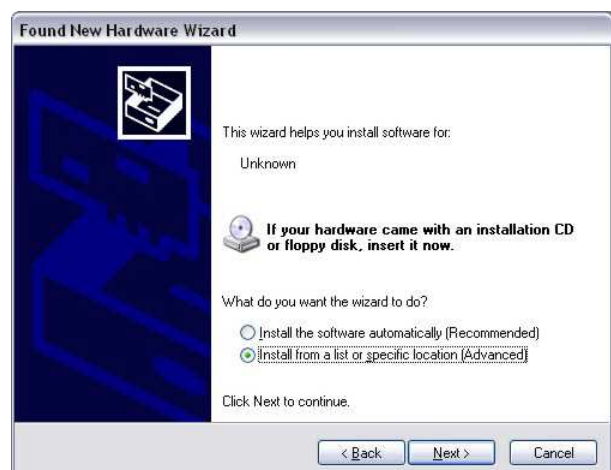 Found New Hardware Wizard
This wizard helps you install software for:
Unknown
If your hardware came with an installation CD
or floppy disk, insert it now.
What do you want the wizard to do?
Install the software automatically (Recommended)
Install from a list or specific location (Advanced)
Click Next to continue.
< Back Next > Cancel